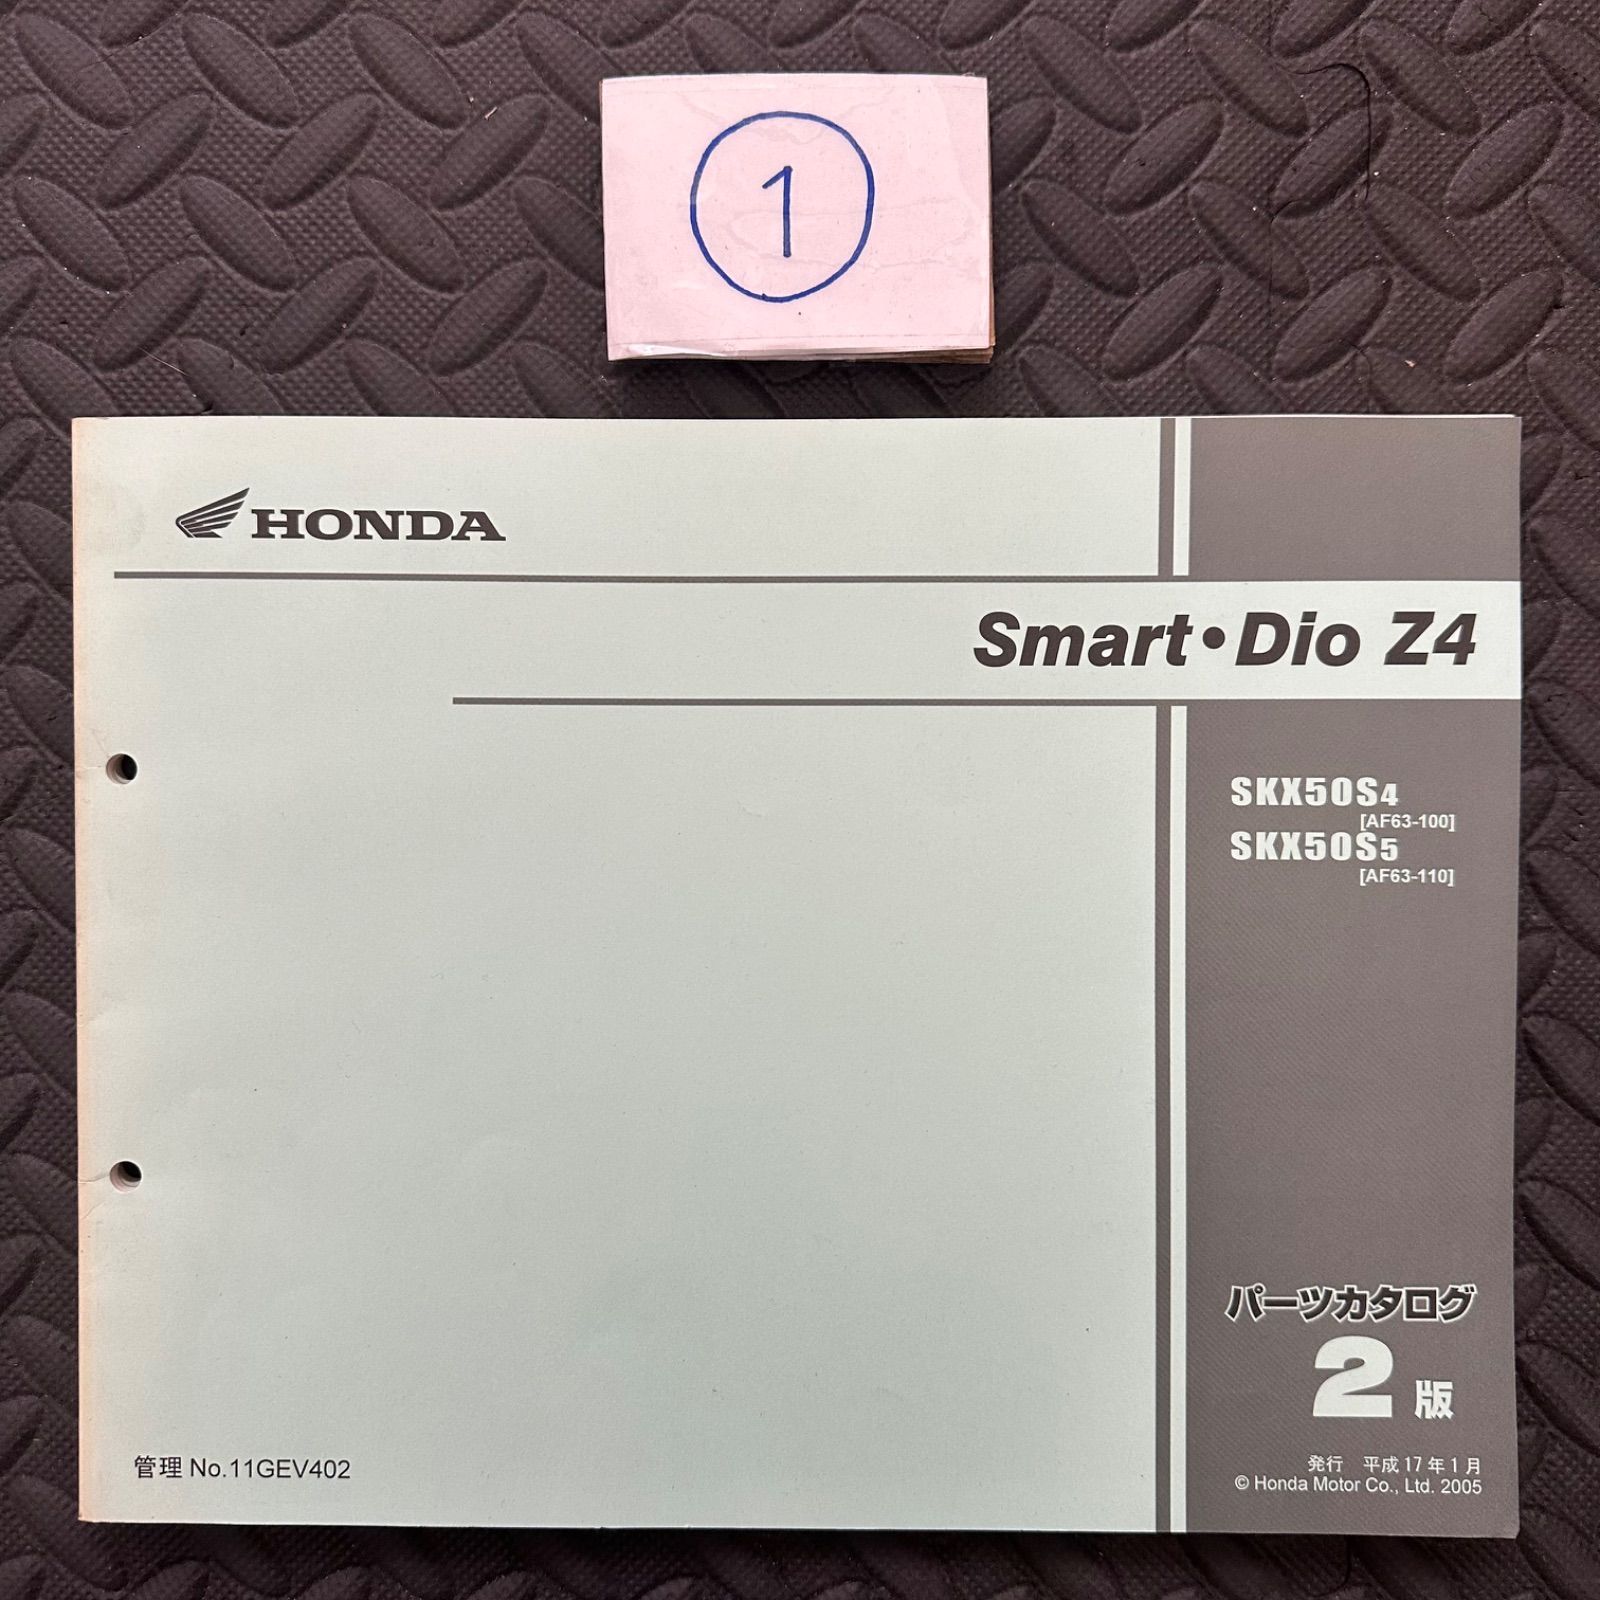 1
HONDA
Smart・Dio Z4
SKX50S4
[AF63-100]
SKX50S5
[AF63-110]
パーツカタログ
2版
管理 No.11GEV402
発行 平成17年1月
© Honda Motor Co., Ltd. 2005